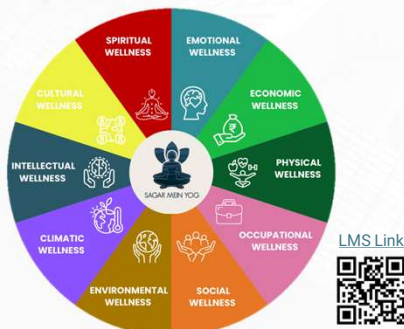 SPIRITUAL
WELLNESS
EMOTIONAL
WELLNESS
ECONOMIC
WELLNESS
PHYSICAL
WELLNESS
OCCUPATIONAL
WELLNESS
SOCIAL
WELLNESS
ENVIRONMENTAL
WELLNESS
CLIMATIC
WELLNESS
INTELLECTUAL
WELLNESS
CULTURAL
WELLNESS
SAGAR MEIN YOG
LMS Link